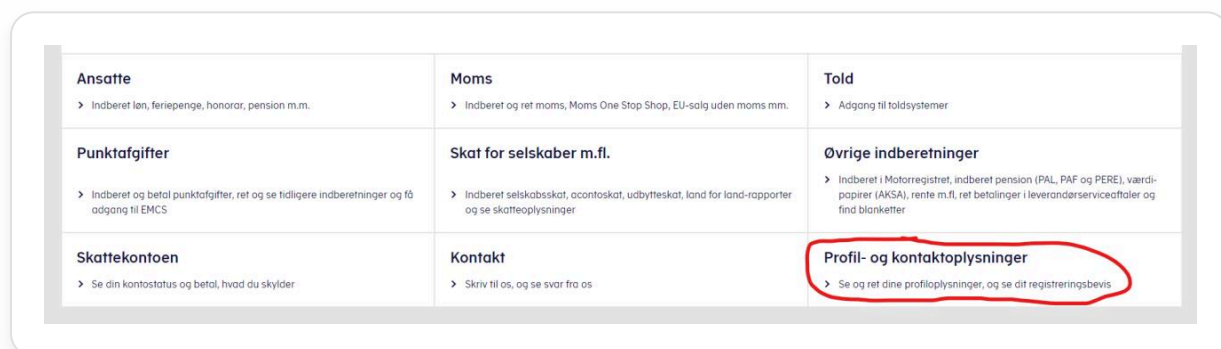 Ansatte
Indberet løn, feriepenge, honorar, pension m.m.
Moms
Indberet og ret moms, Moms One Stop Shop, EU-salg uden moms mm.
Told
Adgang til toldsystemer
Punktafgifter
Indberet og betal punktafgifter, ret og se tidligere indberetninger og få
adgang til EMCS
Skat for selskaber m.fl.
Indberet selskabsskat, acontoskat, udbytteskat, land for land-rapporter
og se skatteoplysninger
Øvrige indberetninger
Indberet i Motorregistret, indberet pension (PAL, PAF og PERE), værdi-
papirer (AKSA), rente m.fl, ret betalinger i leverandørserviceaftaler og
find blanketter
Skattekontoen
Se din kontostatus og betal, hvad du skylder
Kontakt
Skriv til os, og se svar fra os
Profil- og kontaktoplysninger
Se og ret dine profiloplysninger, og se dit registreringsbevis